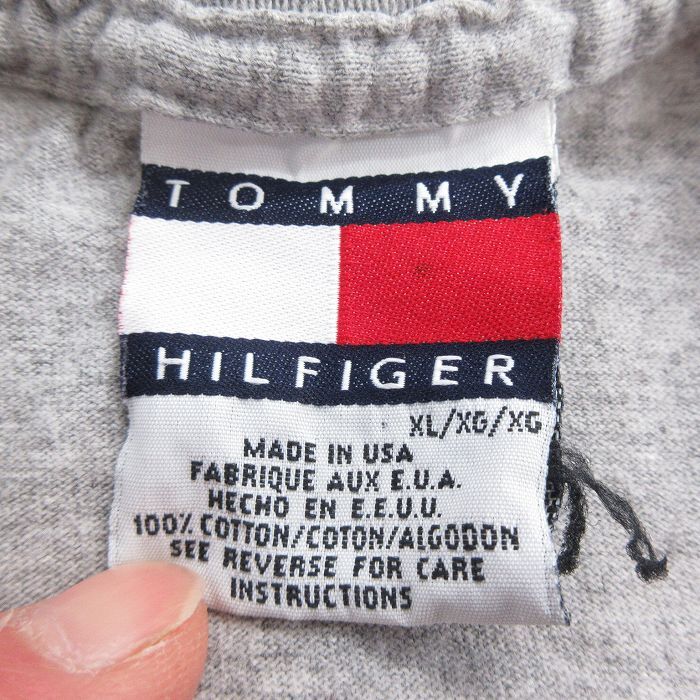 TOMMY
HILFIGER
XL/XG/XG
MADE IN USA
FABRIQUE AUX E.U.A.
HECHO EN E.E.U.U.
100% COTTON/COTON/ALGODON
SEE REVERSE FOR CARE
INSTRUCTIONS